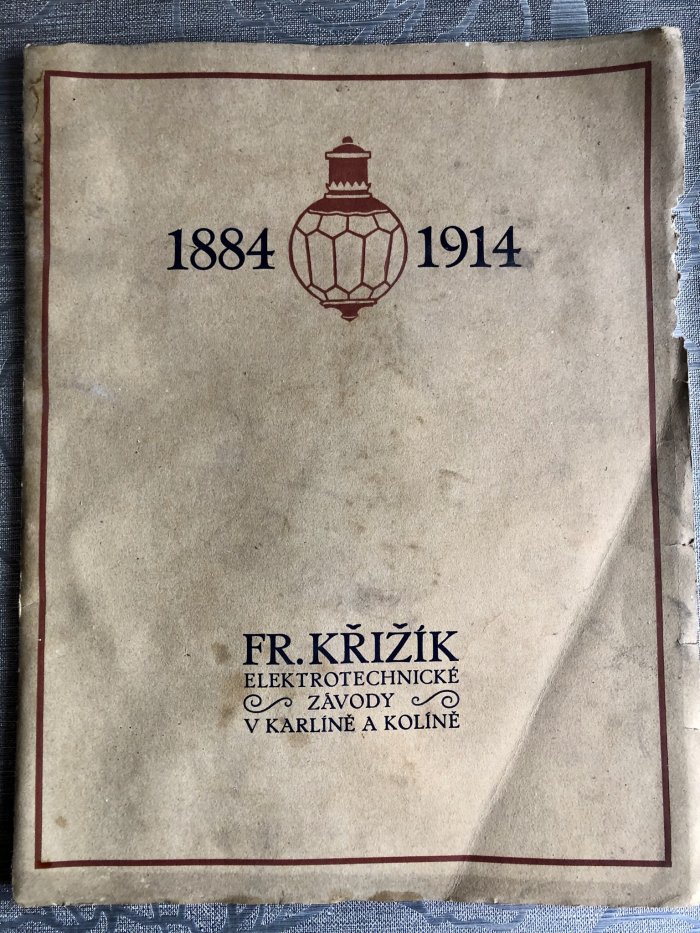 1884 1914
FR. KŘIŽÍK
ELEKTROTECHNICKÉ
ZÁVODY
V KARLÍNĚ A KOLÍNĚ